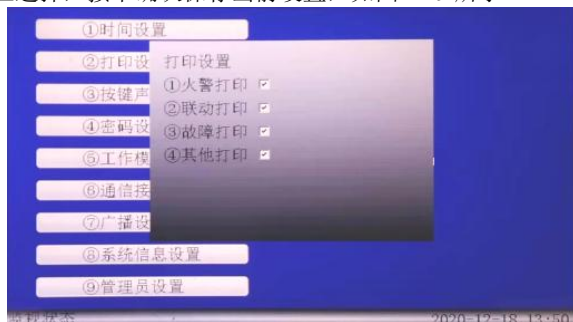 ①时间设置
②打印设
③按键声
④密码设
⑤工作模
⑥通信接
⑦广播设
⑧系统信息设置
⑨管理员设置
打印设置
①火警打印
②联动打印
③故障打印
④其他打印
2020-12-18 13:50